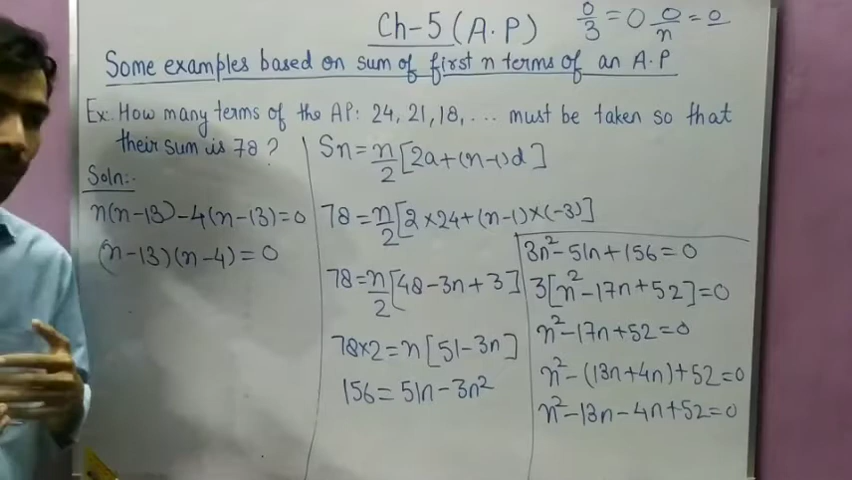 Ch-5 (A.P)
0/3 = 0 0/n = 0
Some examples based on sum of first n terms of an A.P
Ex:. How many terms of the AP: 24, 21, 18, .... must be taken so that
their sum is 78 ?
Soln:-
n(n-13)-4(n-13)=0
(n-13)(n-4)=0
Sn=n/2[2a+(n-1)d]
78=n/2[2×24+(n-1)×(-3)]
78=n/2[48-3n+3]
78×2=n[51-3n]
156=51n-3n²
3n²-51n+156=0
3[n²-17n+52]=0
n²-17n+52=0
n²-(13n+4n)+52=0
n²-13n-4n+52=0